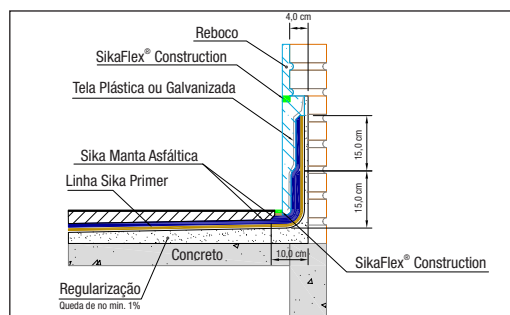 4,0 cm
Reboco
SikaFlex® Construction
Tela Plástica ou Galvanizada
15,0 cm
Sika Manta Asfáltica
Linha Sika Primer
15,0 cm
Concreto
10,0 cm
SikaFlex® Construction
Regularização
Queda de no min. 1%